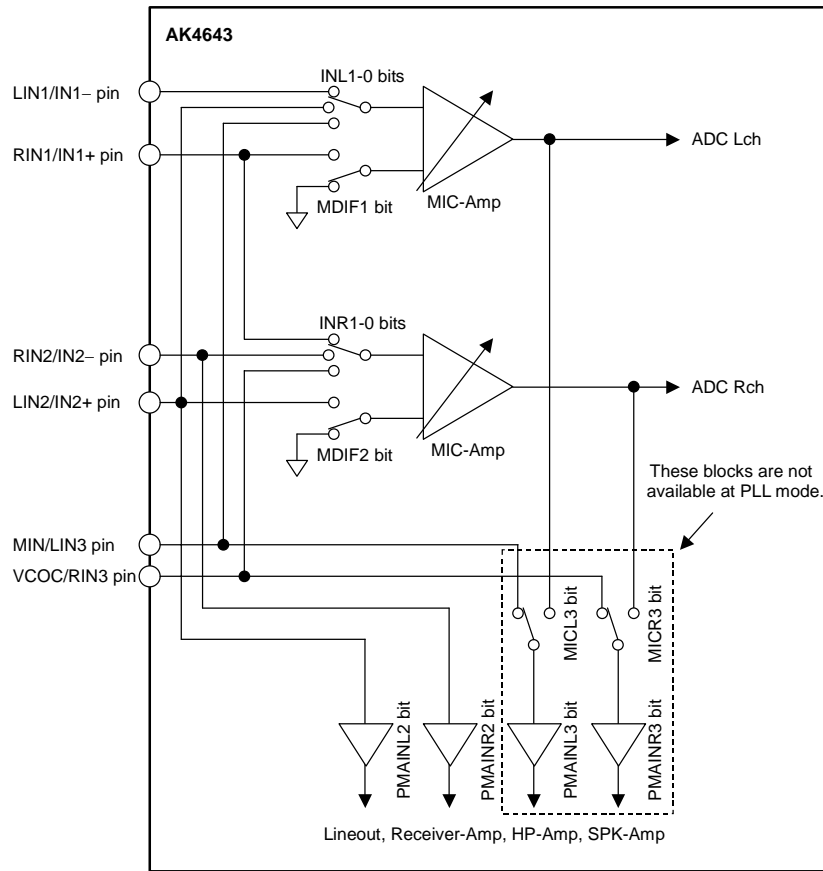 AK4643
INL1-0 bits
LIN1/IN1− pin
ADC Lch
RIN1/IN1+ pin
MIC-Amp
MDIF1 bit
INR1-0 bits
RIN2/IN2− pin
ADC Rch
LIN2/IN2+ pin
MIC-Amp
MDIF2 bit
These blocks are not
available at PLL mode.
MIN/LIN3 pin
VCOC/RIN3 pin
MICL3 bit
MICR3 bit
PMAINL2 bit
PMAINR2 bit
PMAINL3 bit
PMAINR3 bit
Lineout, Receiver-Amp, HP-Amp, SPK-Amp